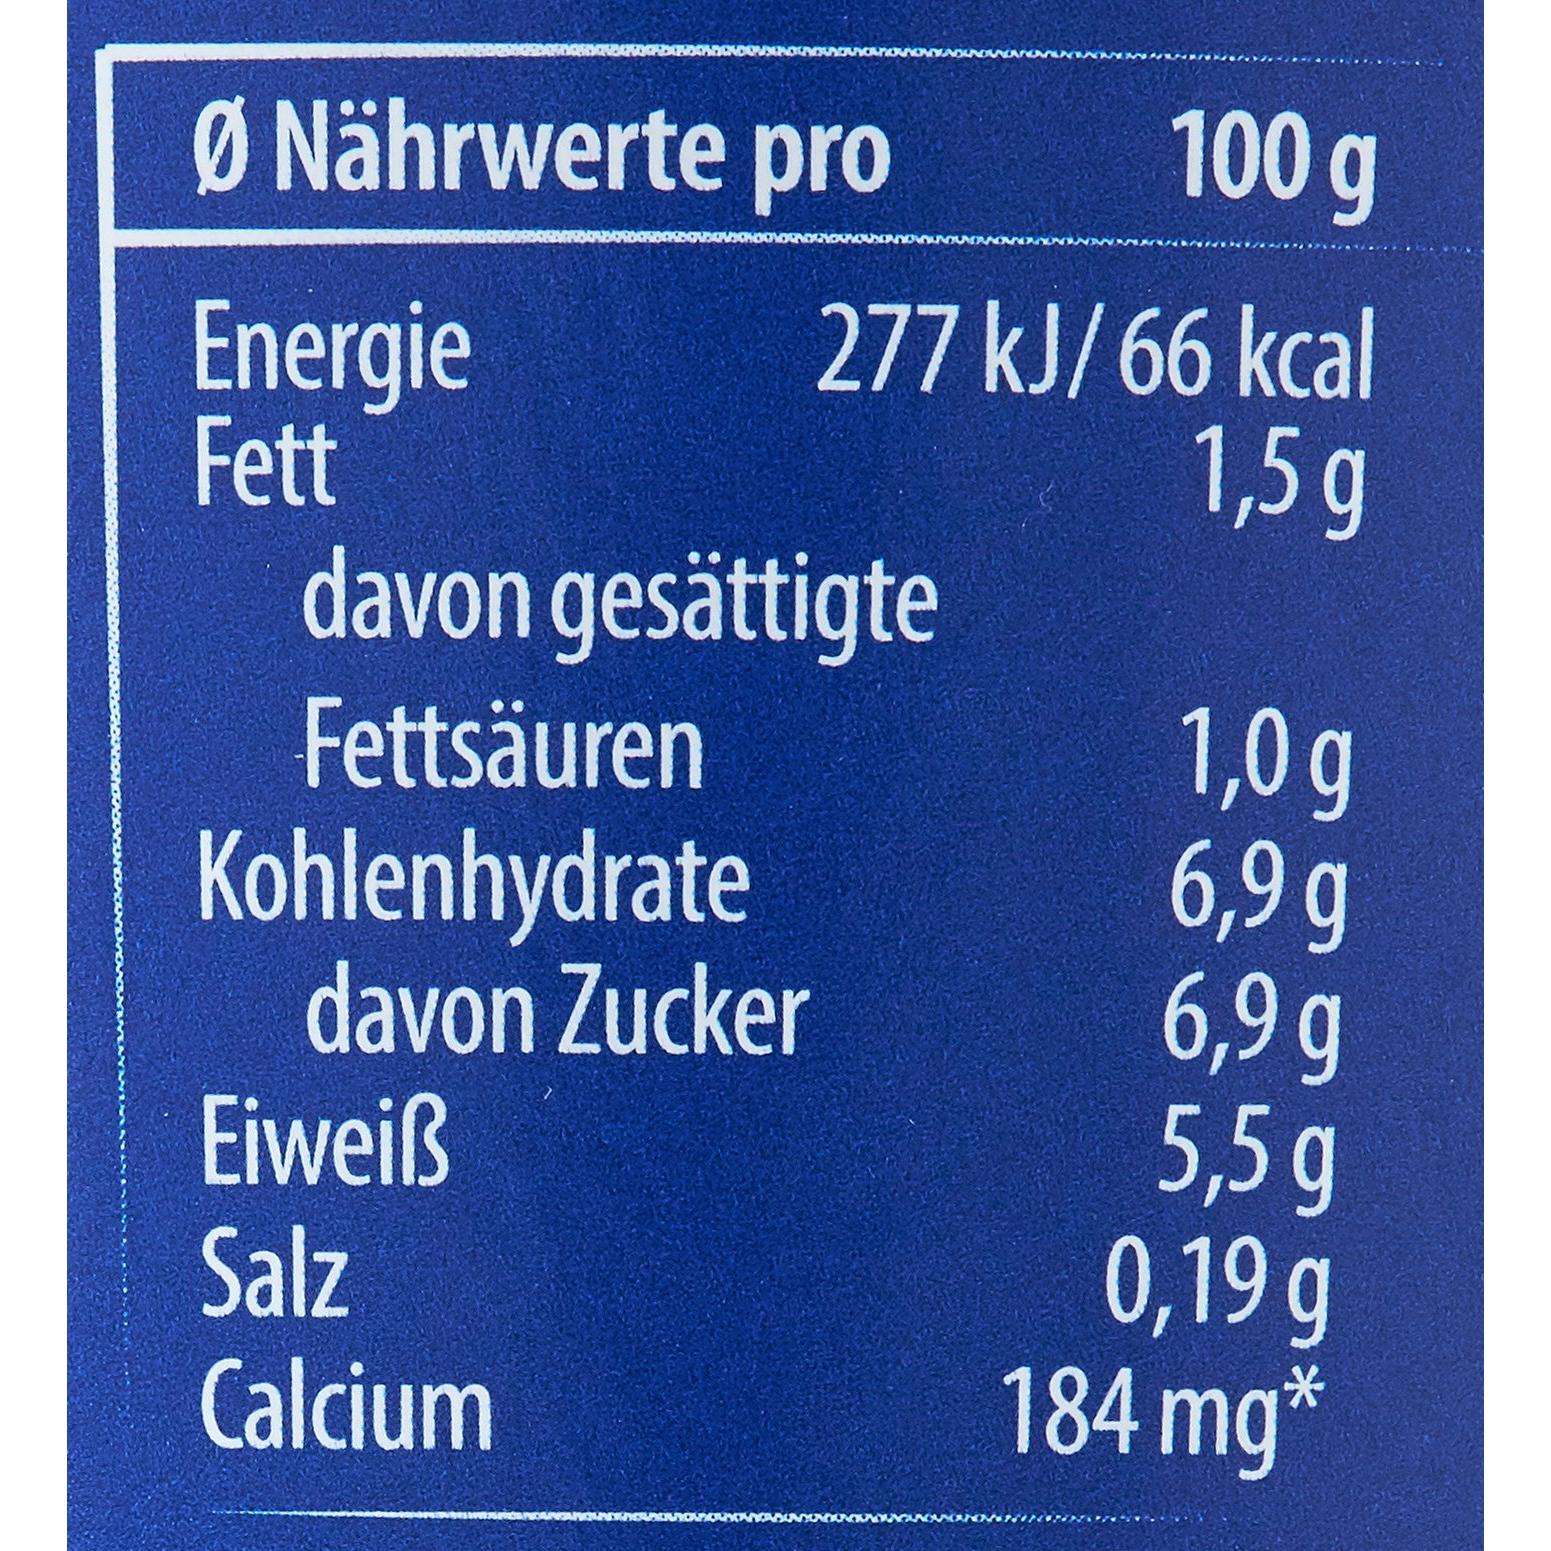 Ø Nährwerte pro 100 g
Energie 277 kJ/ 66 kcal
Fett 1,5 g
davon gesättigte
Fettsäuren 1,0 g
Kohlenhydrate 6,9 g
davon Zucker 6,9 g
Eiweiß 5,5 g
Salz 0,19 g
Calcium 184 mg*